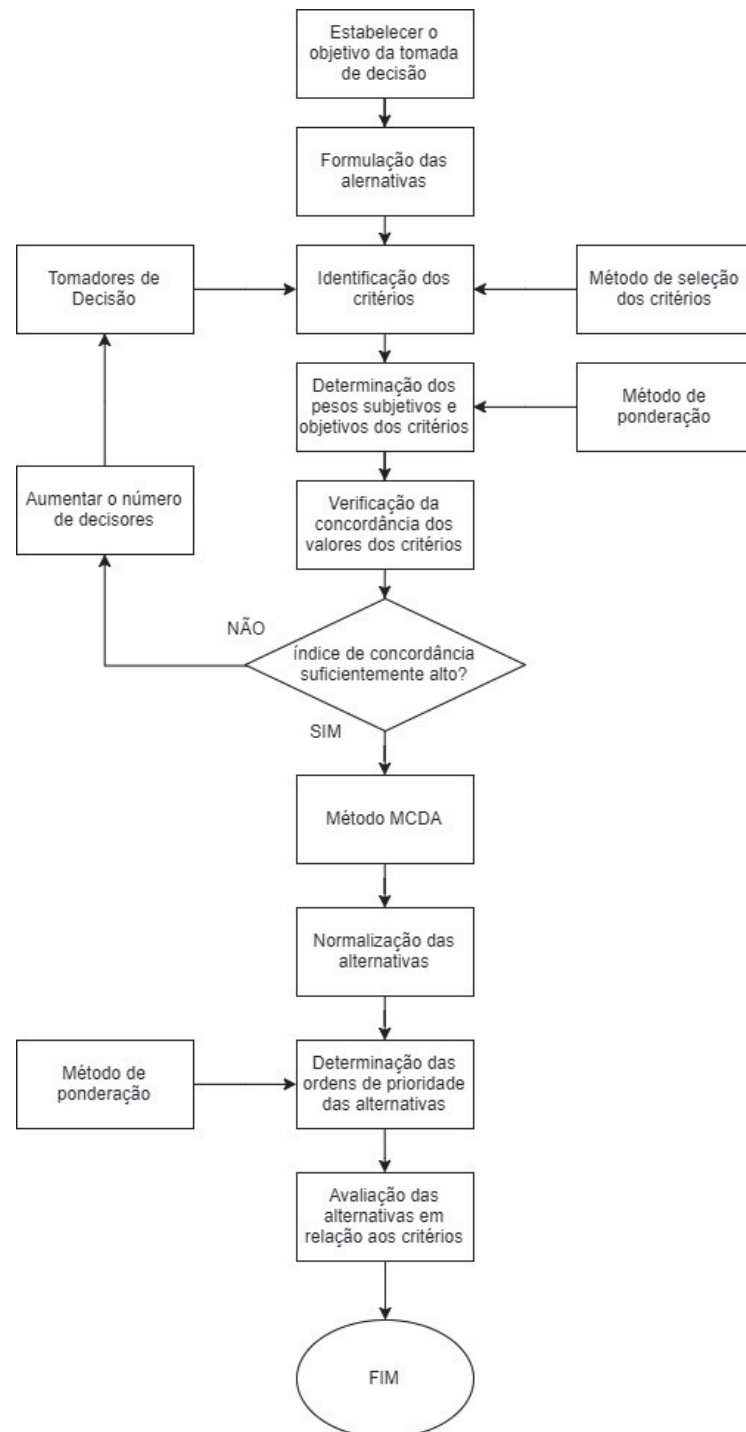 Estabelecer o
objetivo da tomada
de decisão
Formulação das
alernativas
Tomadores de
Decisão
Identificação dos
critérios
Método de seleção
dos critérios
Determinação dos
pesos subjetivos e
objetivos dos critérios
Método de
ponderação
Aumentar o número
de decisores
Verificação da
concordância dos
valores dos critérios
NÃO
índice de concordância
suficientemente alto?
SIM
Método MCDA
Normalização das
alternativas
Método de
ponderação
Determinação das
ordens de prioridade
das alternativas
Avaliação das
alternativas em
relação aos critérios
FIM